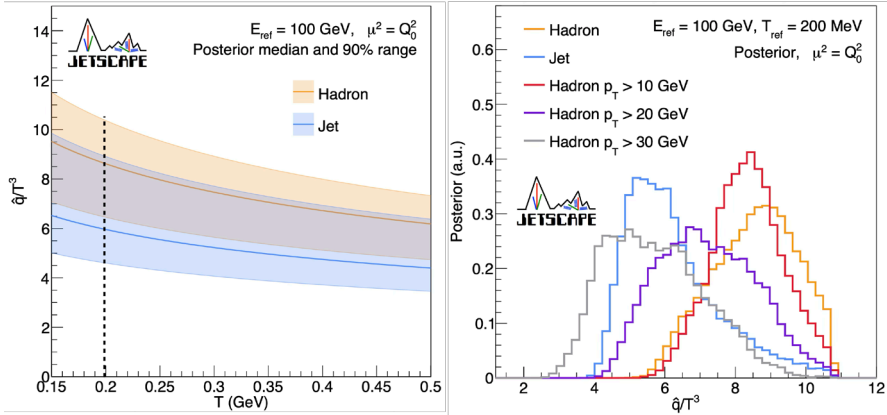 E_ref = 100 GeV, μ² = Q₀²
Posterior median and 90% range
JETSCAPE
Hadron
Jet
q̂/T³
14
12
10
8
6
4
2
0
0.15 0.2 0.25 0.3 0.35 0.4 0.45 0.5
T (GeV)
E_ref = 100 GeV, T_ref = 200 MeV
Posterior, μ² = Q₀²
Hadron
Jet
Hadron p_T > 10 GeV
Hadron p_T > 20 GeV
Hadron p_T > 30 GeV
JETSCAPE
Posterior (a.u.)
0.6
0.5
0.4
0.3
0.2
0.1
0
2 4 6 8 10 12
q̂/T³